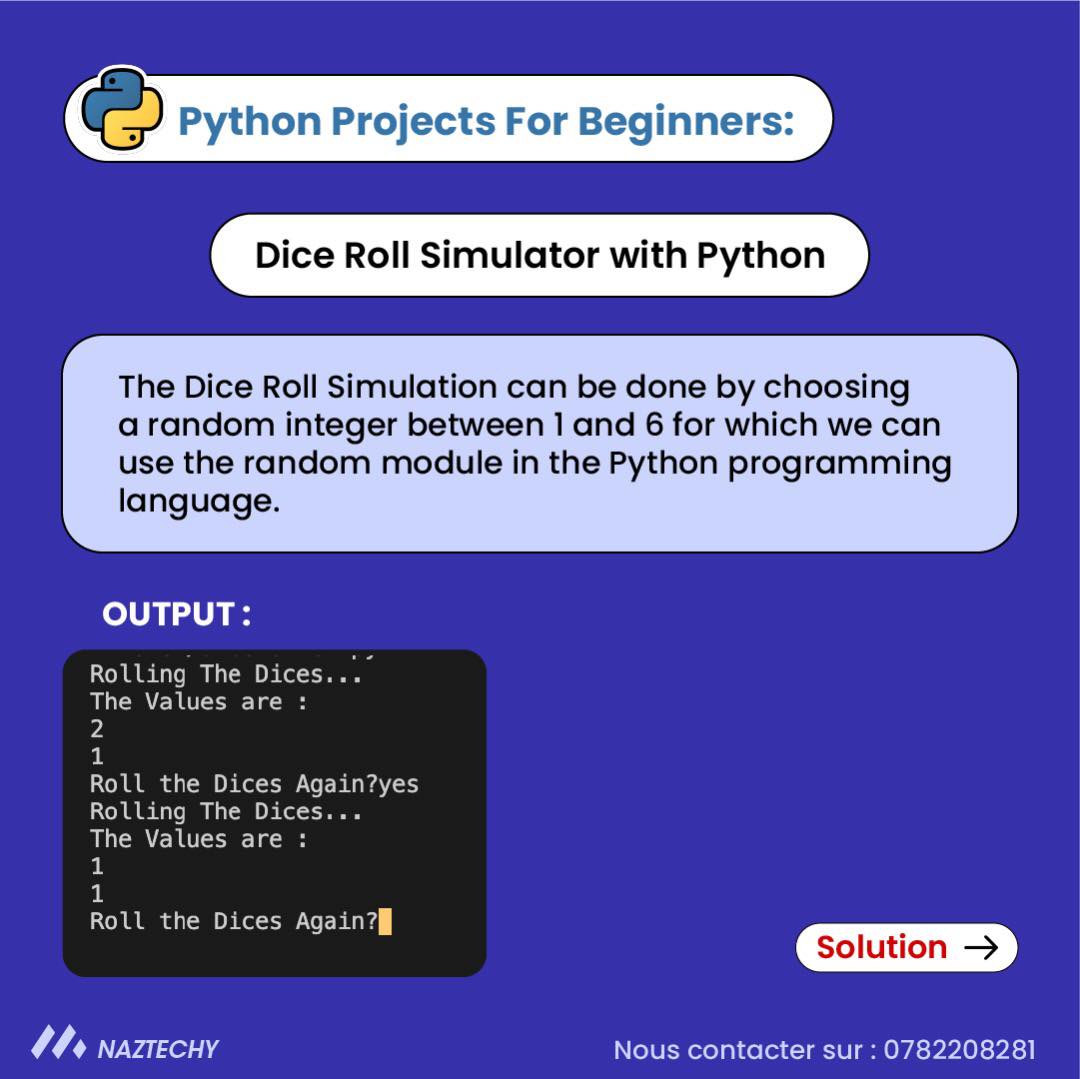 Python Projects For Beginners:
Dice Roll Simulator with Python
The Dice Roll Simulation can be done by choosing
a random integer between 1 and 6 for which we can
use the random module in the Python programming
language.
OUTPUT :
Rolling The Dices...
The Values are :
2
1
Roll the Dices Again?yes
Rolling The Dices...
The Values are :
1
1
Roll the Dices Again?
Solution →
NAZTECHY
Nous contacter sur : 0782208281